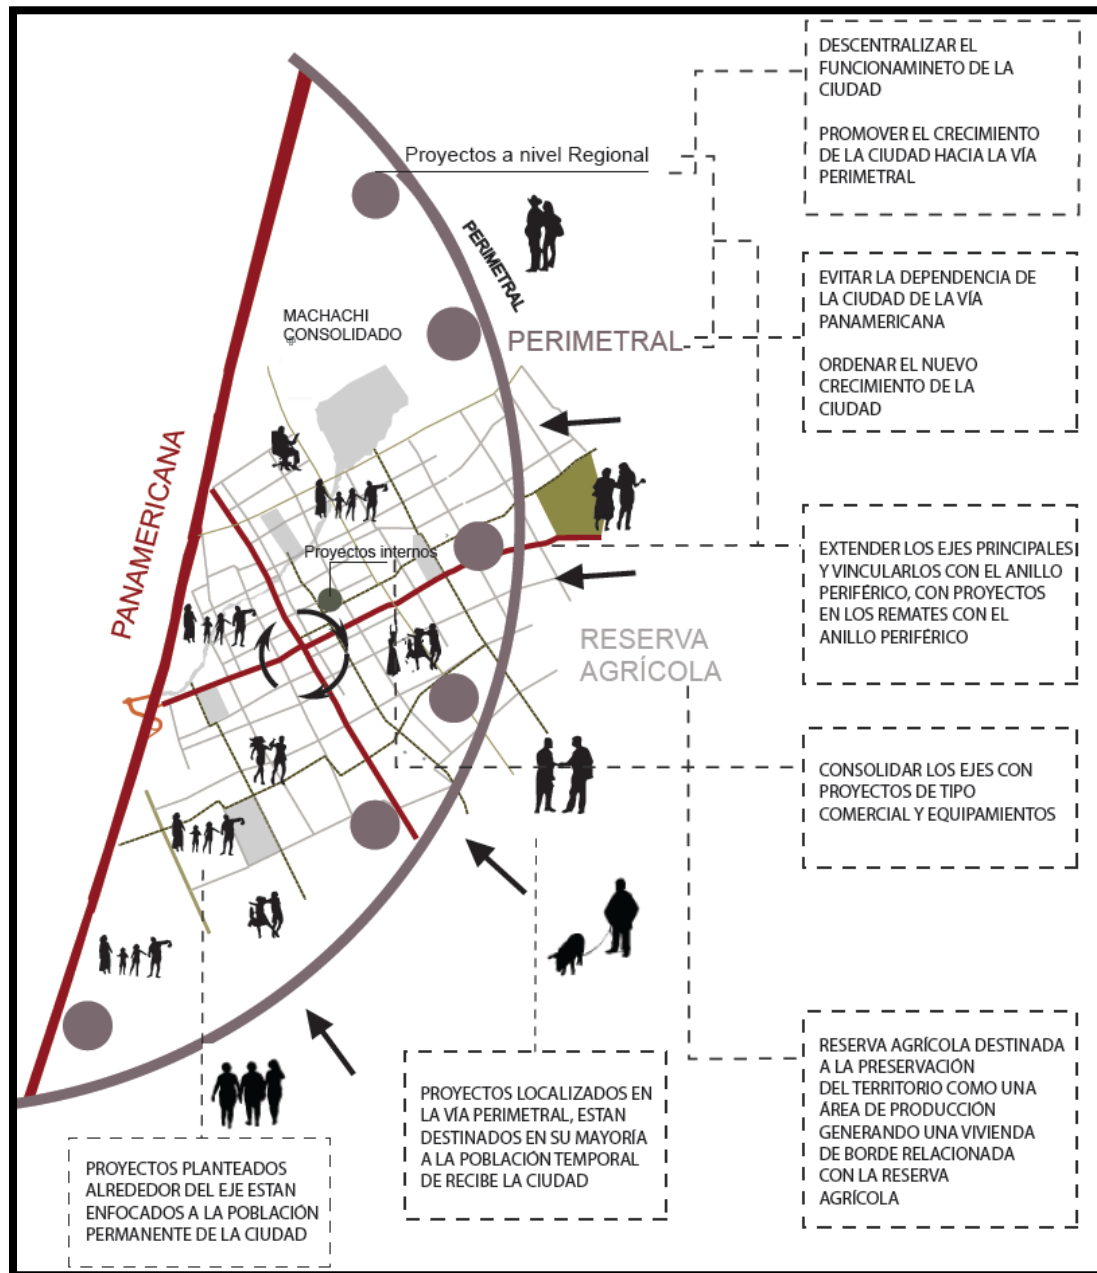 DESCENTRALIZAR EL
FUNCIONAMINETO DE LA
CIUDAD
PROMOVER EL CRECIMIENTO
DE LA CIUDAD HACIA LA VÍA
PERIMETRAL
Proyectos a nivel Regional
PERIMETRAL
EVITAR LA DEPENDENCIA DE
LA CIUDAD DE LA VÍA
PANAMERICANA
ORDENAR EL NUEVO
CRECIMIENTO DE LA
CIUDAD
MACHACHI
CONSOLIDADO
PERIMETRAL
PANAMERICANA
Proyectos internos
EXTENDER LOS EJES PRINCIPALES
Y VINCULARLOS CON EL ANILLO
PERIFÉRICO, CON PROYECTOS
EN LOS REMATES CON EL
ANILLO PERIFÉRICO
RESERVA
AGRÍCOLA
CONSOLIDAR LOS EJES CON
PROYECTOS DE TIPO
COMERCIAL Y EQUIPAMIENTOS
RESERVA AGRÍCOLA DESTINADA
A LA PRESERVACIÓN
DEL TERRITORIO COMO UNA
ÁREA DE PRODUCCIÓN
GENERANDO UNA VIVIENDA
DE BORDE RELACIONADA
CON LA RESERVA
AGRÍCOLA
PROYECTOS LOCALIZADOS EN
LA VÍA PERIMETRAL, ESTAN
DESTINADOS EN SU MAYORÍA
A LA POBLACIÓN TEMPORAL
DE RECIBE LA CIUDAD
PROYECTOS PLANTEADOS
ALREDEDOR DEL EJE ESTAN
ENFOCADOS A LA POBLACIÓN
PERMANENTE DE LA CIUDAD